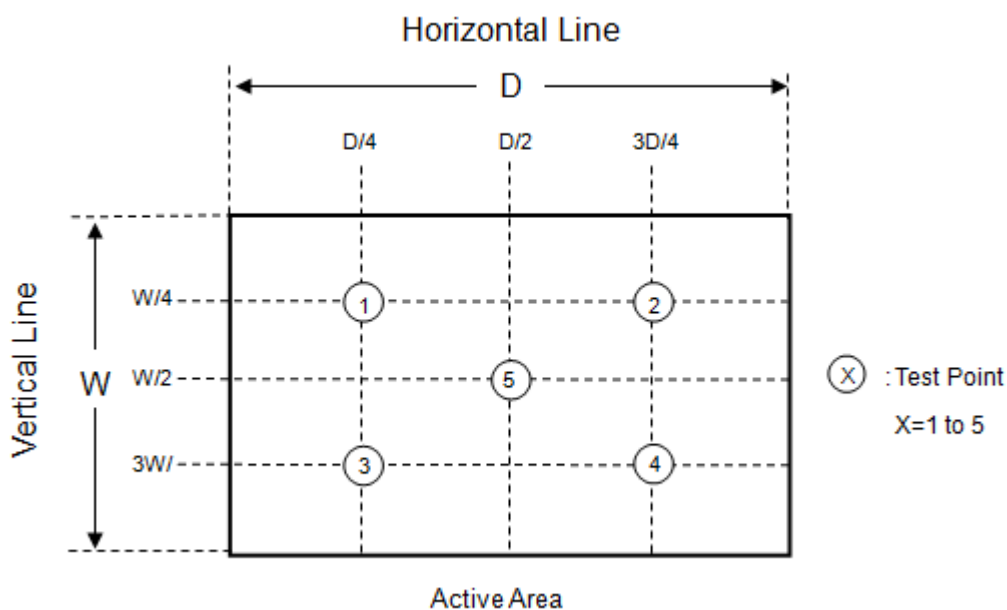 Horizontal Line
D
D/4 D/2 3D/4
W/4
1 2
Vertical Line
W
W/2
5
X : Test Point
X=1 to 5
3W/
3 4
Active Area